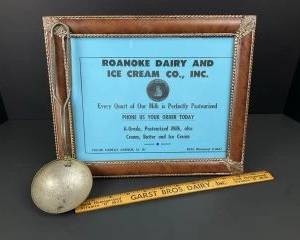 ROANOKE DAIRY AND
ICE CREAM CO., INC.
Every Quart of Our Milk is Perfectly Pasteurized
PHONE US YOUR ORDER TODAY
A-Grade, Pasteurized Milk, also
Cream, Butter and Ice Cream
GARST BROS. DAIRY, Inc.